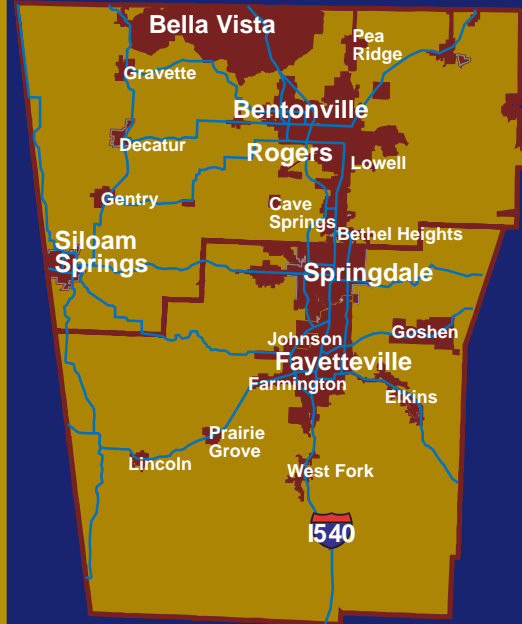 Bella Vista
Pea
Ridge
Gravette
Bentonville
Decatur
Rogers
Lowell
Gentry
Cave
Springs
Bethel Heights
Siloam
Springs
Springdale
Johnson
Goshen
Fayetteville
Farmington
Elkins
Prairie
Grove
Lincoln
West Fork
I540